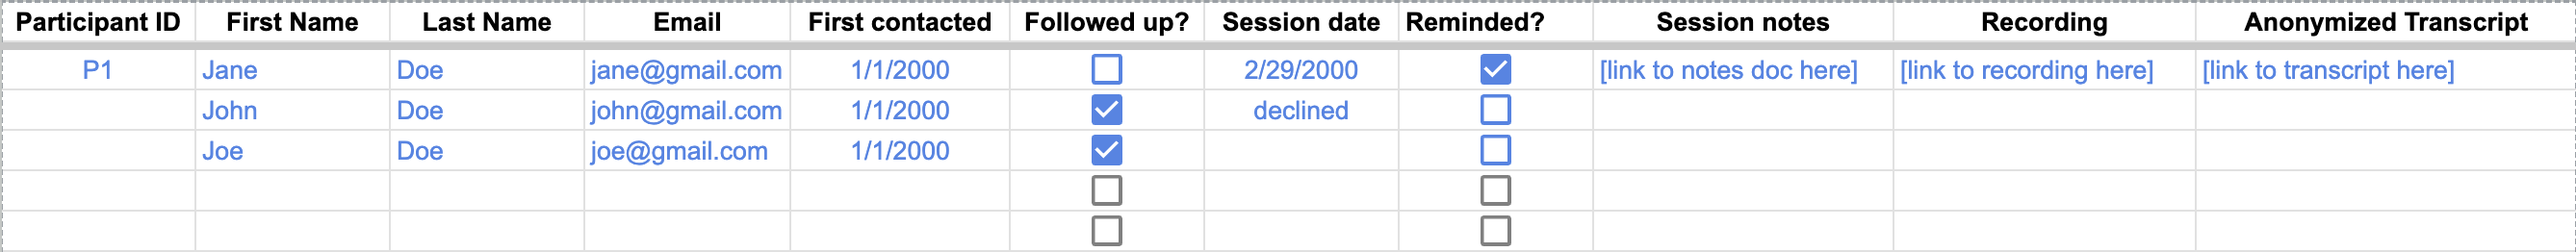 Participant ID First Name Last Name Email First contacted Followed up? Session date Reminded? Session notes Recording Anonymized Transcript
P1 Jane Doe jane@gmail.com 1/1/2000 2/29/2000 [link to notes doc here] [link to recording here] [link to transcript here]
John Doe john@gmail.com 1/1/2000 declined
Joe Doe joe@gmail.com 1/1/2000